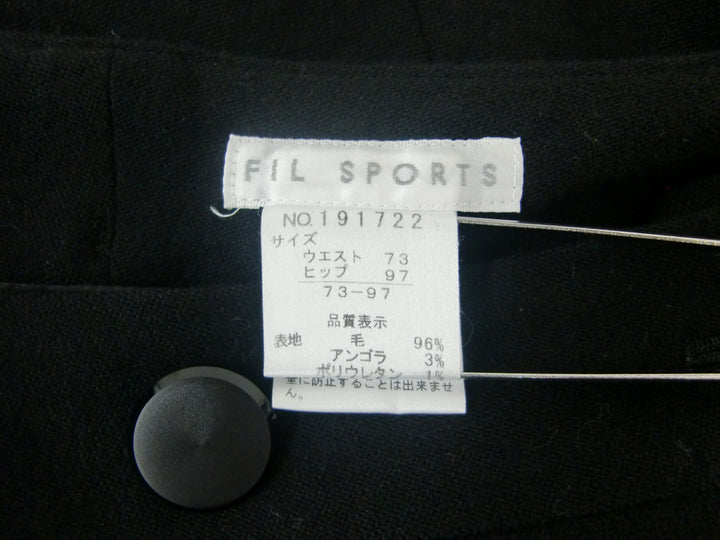 FIL SPORTS
NO. 191722
サイズ
ウエスト 73
ヒップ 97
73-97
品質表示
表地 毛 96%
アンゴラ 3%
ポリウレタン 1%
全に防止することは出来ませ
ん。